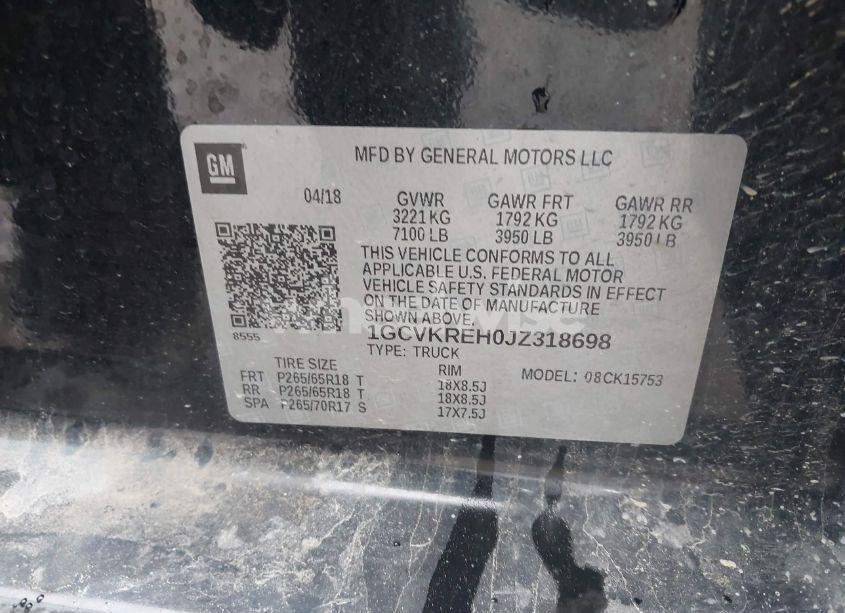 GM
MFD BY GENERAL MOTORS LLC
04/18 GVWR GAWR FRT GAWR RR
3221 KG 1792 KG 1792 KG
7100 LB 3950 LB 3950 LB
THIS VEHICLE CONFORMS TO ALL
APPLICABLE U.S. FEDERAL MOTOR
VEHICLE SAFETY STANDARDS IN EFFECT
ON THE DATE OF MANUFACTURE
SHOWN ABOVE.
8555
1GCVKREH0JZ318698
TYPE: TRUCK
TIRE SIZE RIM MODEL: 08CK15753
FRT P265/65R18 T 18X8.5J
RR P265/65R18 T 18X8.5J
SPA P265/70R17 S 17X7.5J